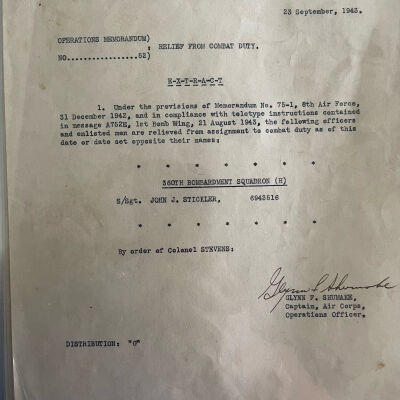 23 September, 1943.
OPERATIONS MEMORANDUM)
: RELIEF FROM COMBAT DUTY.
NO.................52)
E-X-T-R-A-C-T
1. Under the provisions of Memorandum No. 75-1, 8th Air Force,
31 December 1942, and in compliance with teletype instructions contained
in message A752E, 1st Bomb Wing, 21 August 1943, the following officers
and enlisted man are relieved from assignment to combat duty as of this
date or date set opposite their names:
* * * * * * *
360TH BOMBARDMENT SQUADRON (H)
S/Sgt. JOHN J. STICKLER, 6943516
* * * * * * *
By order of Colonel STEVENS:
Glynn F Shumake
GLYNN F. SHUMAKE,
Captain, Air Corps,
Operations Officer.
DISTRIBUTION: "C"